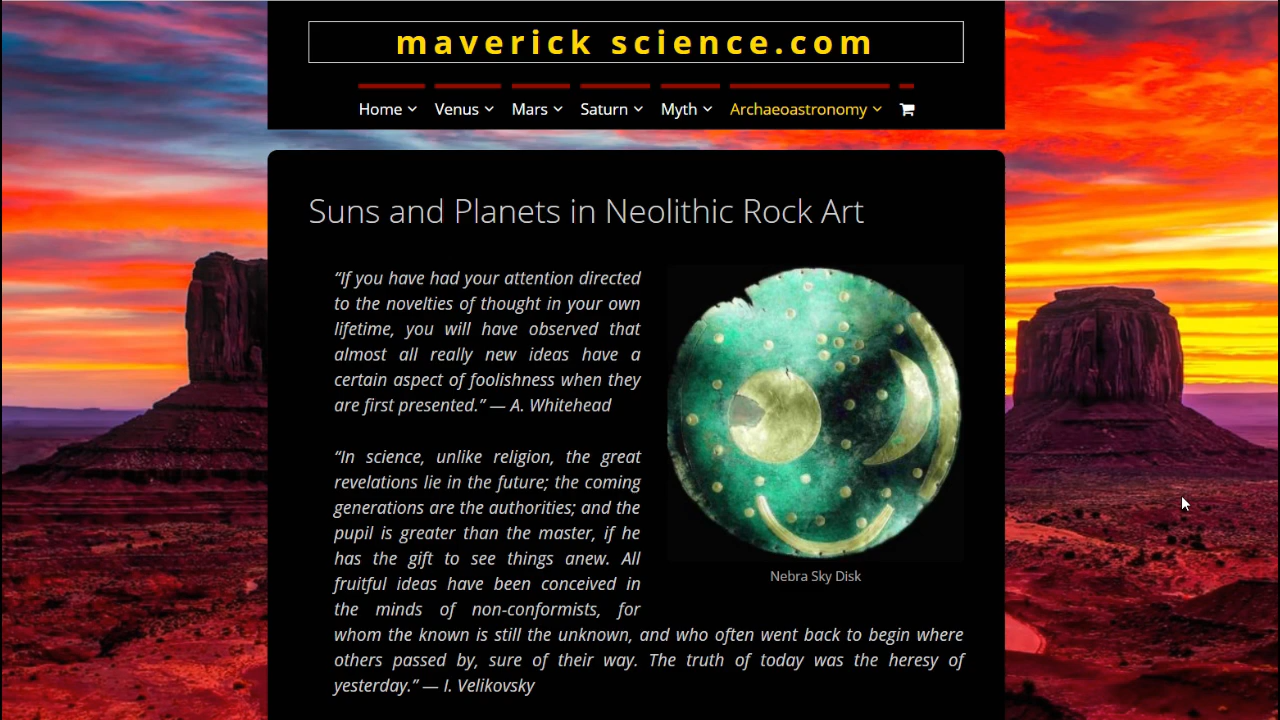 maverick science.com
Home Venus Mars Saturn Myth Archaeoastronomy
Suns and Planets in Neolithic Rock Art
“If you have had your attention directed
to the novelties of thought in your own
lifetime, you will have observed that
almost all really new ideas have a
certain aspect of foolishness when they
are first presented.” — A. Whitehead
“In science, unlike religion, the great
revelations lie in the future; the coming
generations are the authorities; and the
pupil is greater than the master, if he
has the gift to see things anew. All
fruitful ideas have been conceived in
the minds of non-conformists, for
whom the known is still the unknown, and who often went back to begin where
others passed by, sure of their way. The truth of today was the heresy of
yesterday.” — I. Velikovsky
Nebra Sky Disk